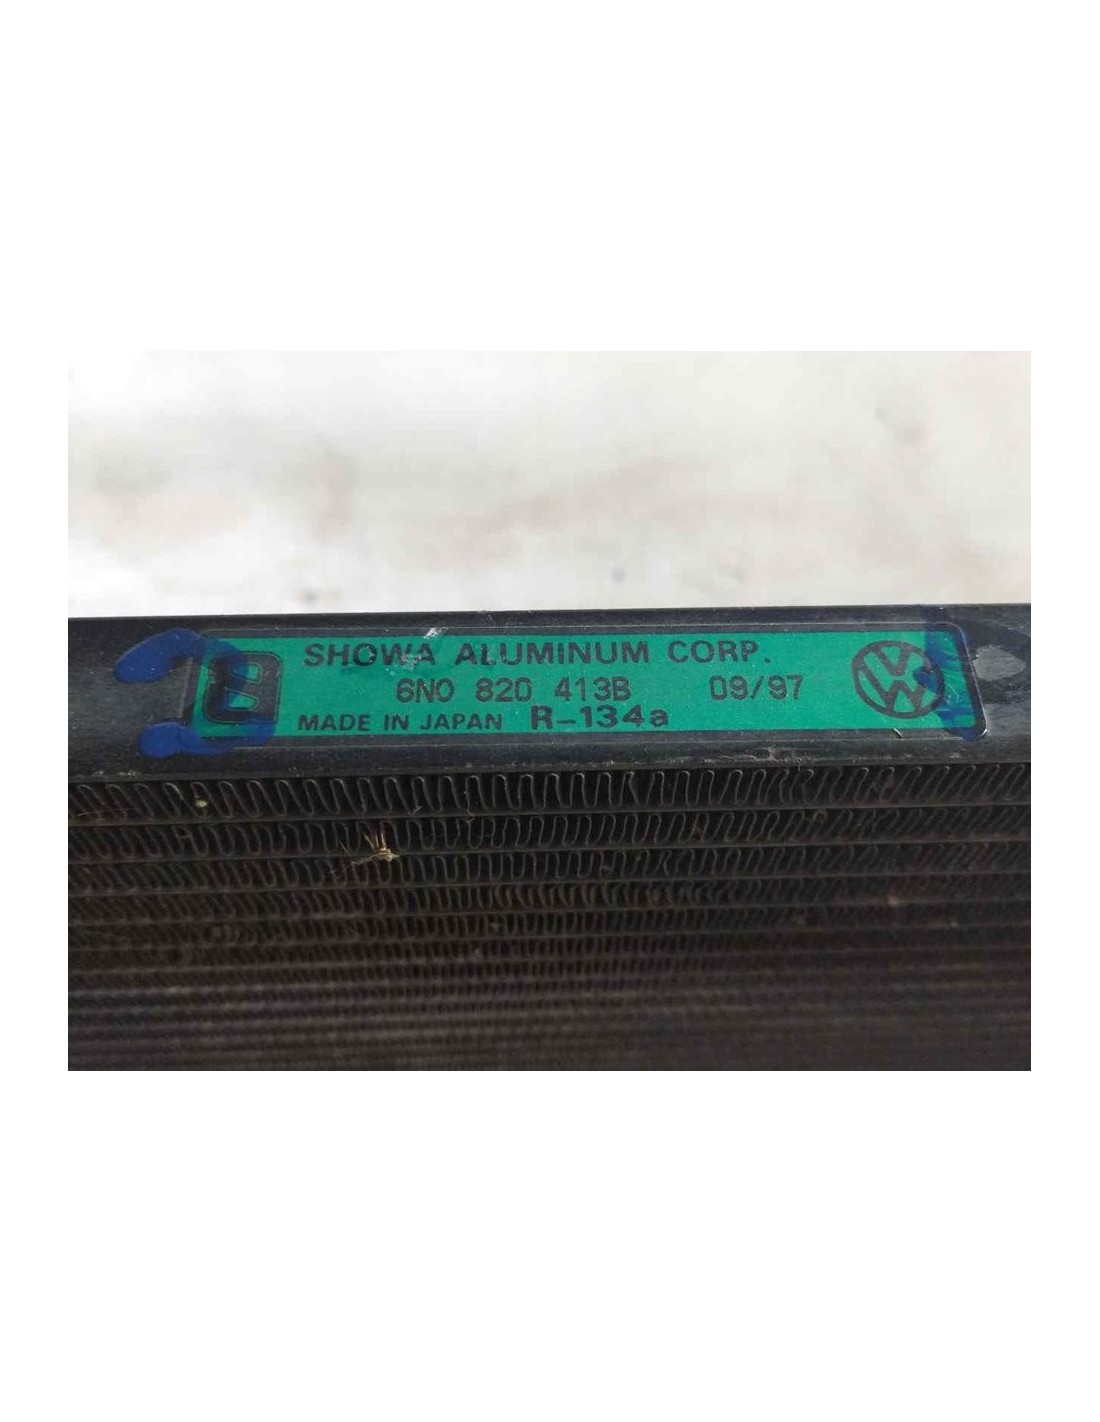 SHOWA ALUMINUM CORP.
6N0 820 413B 09/97
MADE IN JAPAN R-134a